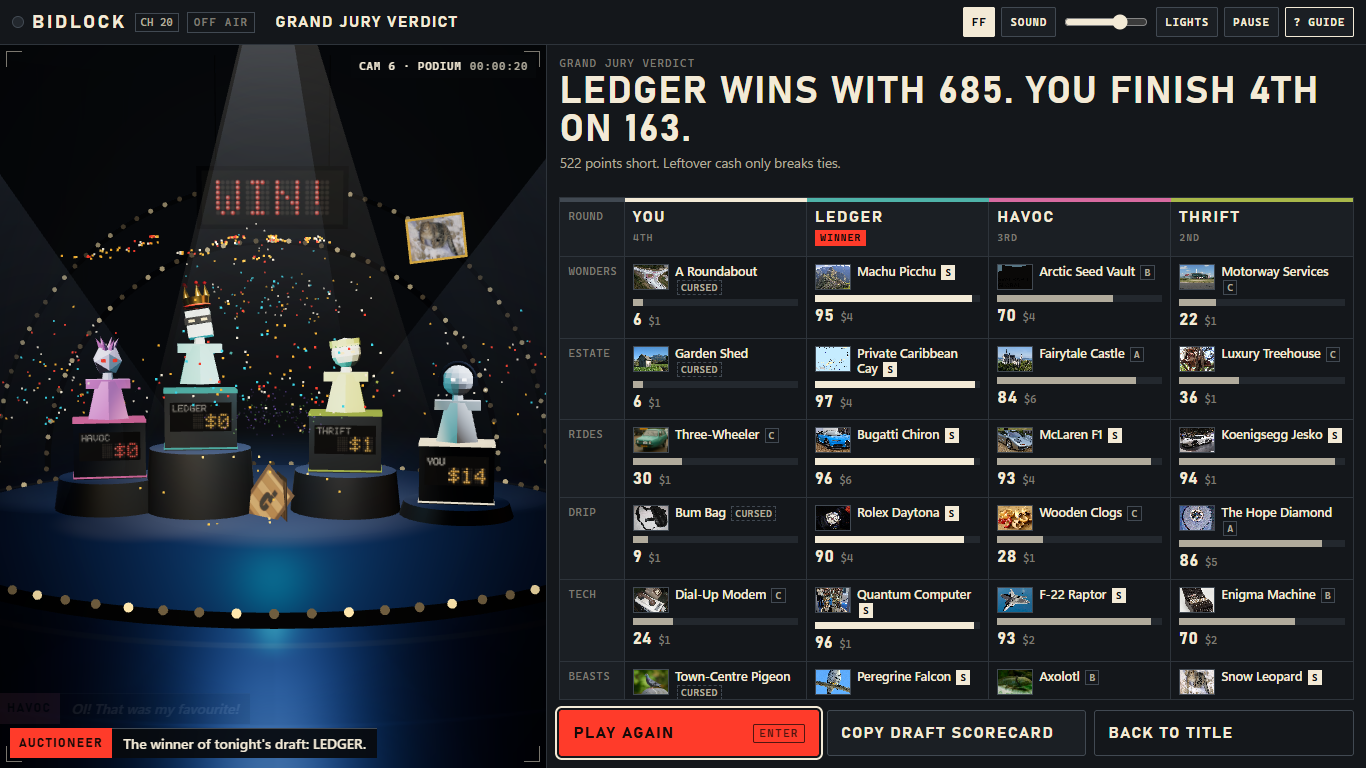 BIDLOCK CH 20 OFF AIR GRAND JURY VERDICT FF SOUND LIGHTS PAUSE ? GUIDE
CAM 6 · PODIUM 00:00:20
WIN!
LEDGER
$0
HAVOC
$0
THRIFT
$1
YOU
$14
HAVOC OI! That was my favourite!
AUCTIONEER The winner of tonight's draft: LEDGER.
GRAND JURY VERDICT
LEDGER WINS WITH 685. YOU FINISH 4TH
ON 163.
522 points short. Leftover cash only breaks ties.
ROUND YOU LEDGER HAVOC THRIFT
4TH WINNER 3RD 2ND
WONDERS A Roundabout Machu Picchu S Arctic Seed Vault B Motorway Services
CURSED C
6 $1 95 $4 70 $4 22 $1
ESTATE Garden Shed Private Caribbean Fairytale Castle A Luxury Treehouse C
CURSED Cay S
6 $1 97 $4 84 $6 36 $1
RIDES Three-Wheeler C Bugatti Chiron S McLaren F1 S Koenigsegg Jesko S
30 $1 96 $6 93 $4 94 $1
DRIP Bum Bag CURSED Rolex Daytona S Wooden Clogs C The Hope Diamond
A
9 $1 90 $4 28 $1 86 $5
TECH Dial-Up Modem C Quantum Computer F-22 Raptor S Enigma Machine B
S
24 $1 96 $1 93 $2 70 $2
BEASTS Town-Centre Pigeon Peregrine Falcon S Axolotl B Snow Leopard S
CURSED
PLAY AGAIN ENTER COPY DRAFT SCORECARD BACK TO TITLE